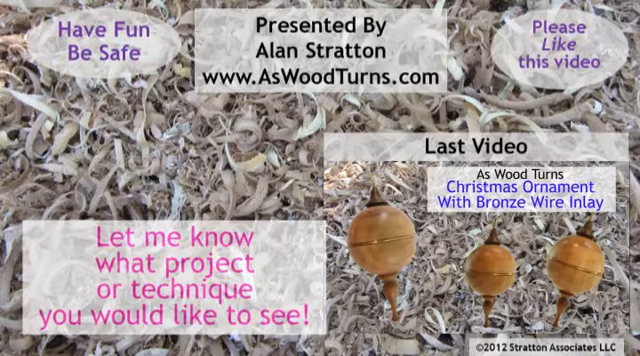 Have Fun
Be Safe
Presented By
Alan Stratton
www.AsWoodTurns.com
Please
Like
this video
Last Video
As Wood Turns
Christmas Ornament
With Bronze Wire Inlay
Let me know
what project
or technique
you would like to see!
©2012 Stratton Associates LLC